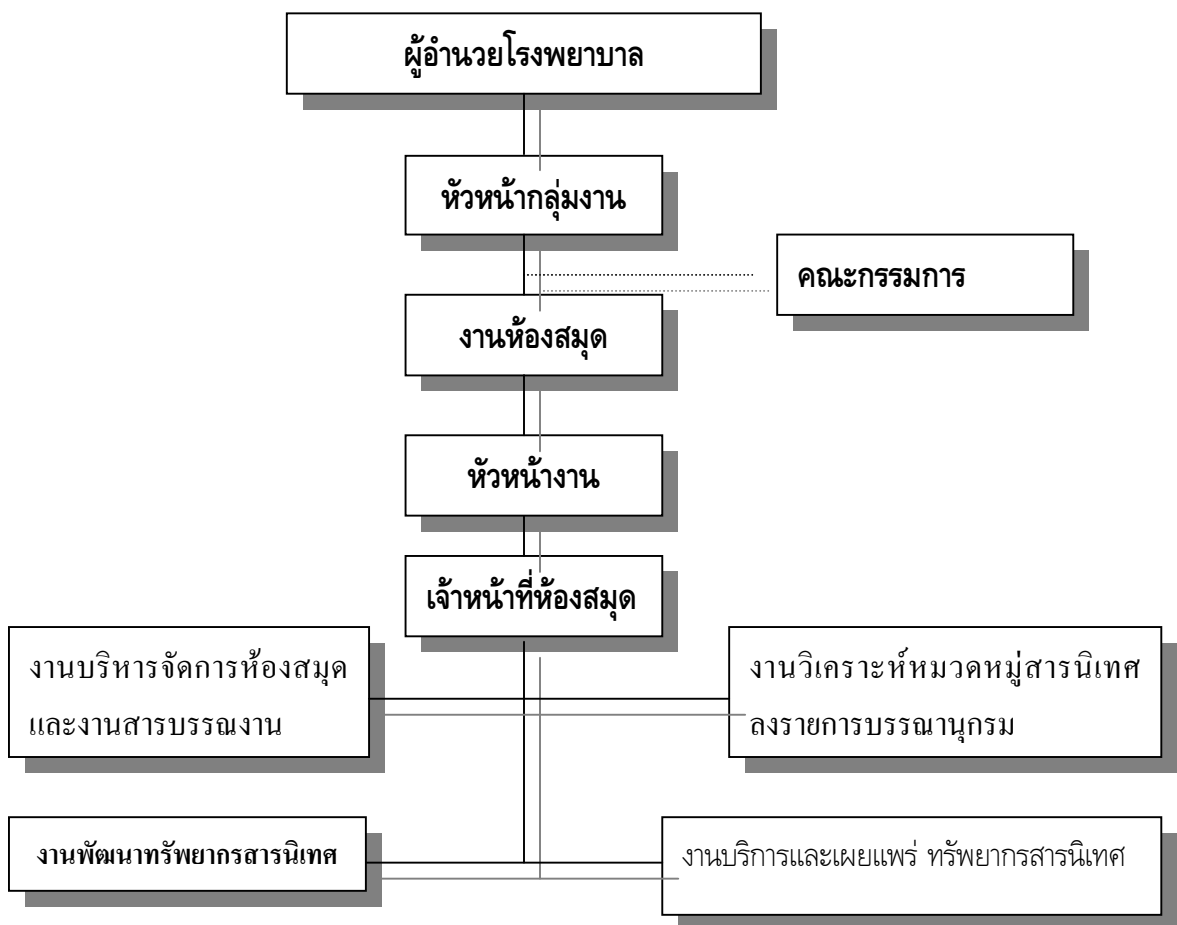 ผู้อำนวยโรงพยาบาล
หัวหน้ากลุ่มงาน
คณะกรรมการ
งานห้องสมุด
หัวหน้างาน
เจ้าหน้าที่ห้องสมุด
งานบริหารจัดการห้องสมุด
และงานสารบรรณงาน
งานวิเคราะห์หมวดหมู่สารนิเทศ
ลงรายการบรรณานุกรม
งานพัฒนาทรัพยากรสารนิเทศ
งานบริการและเผยแพร่ ทรัพยากรสารนิเทศ